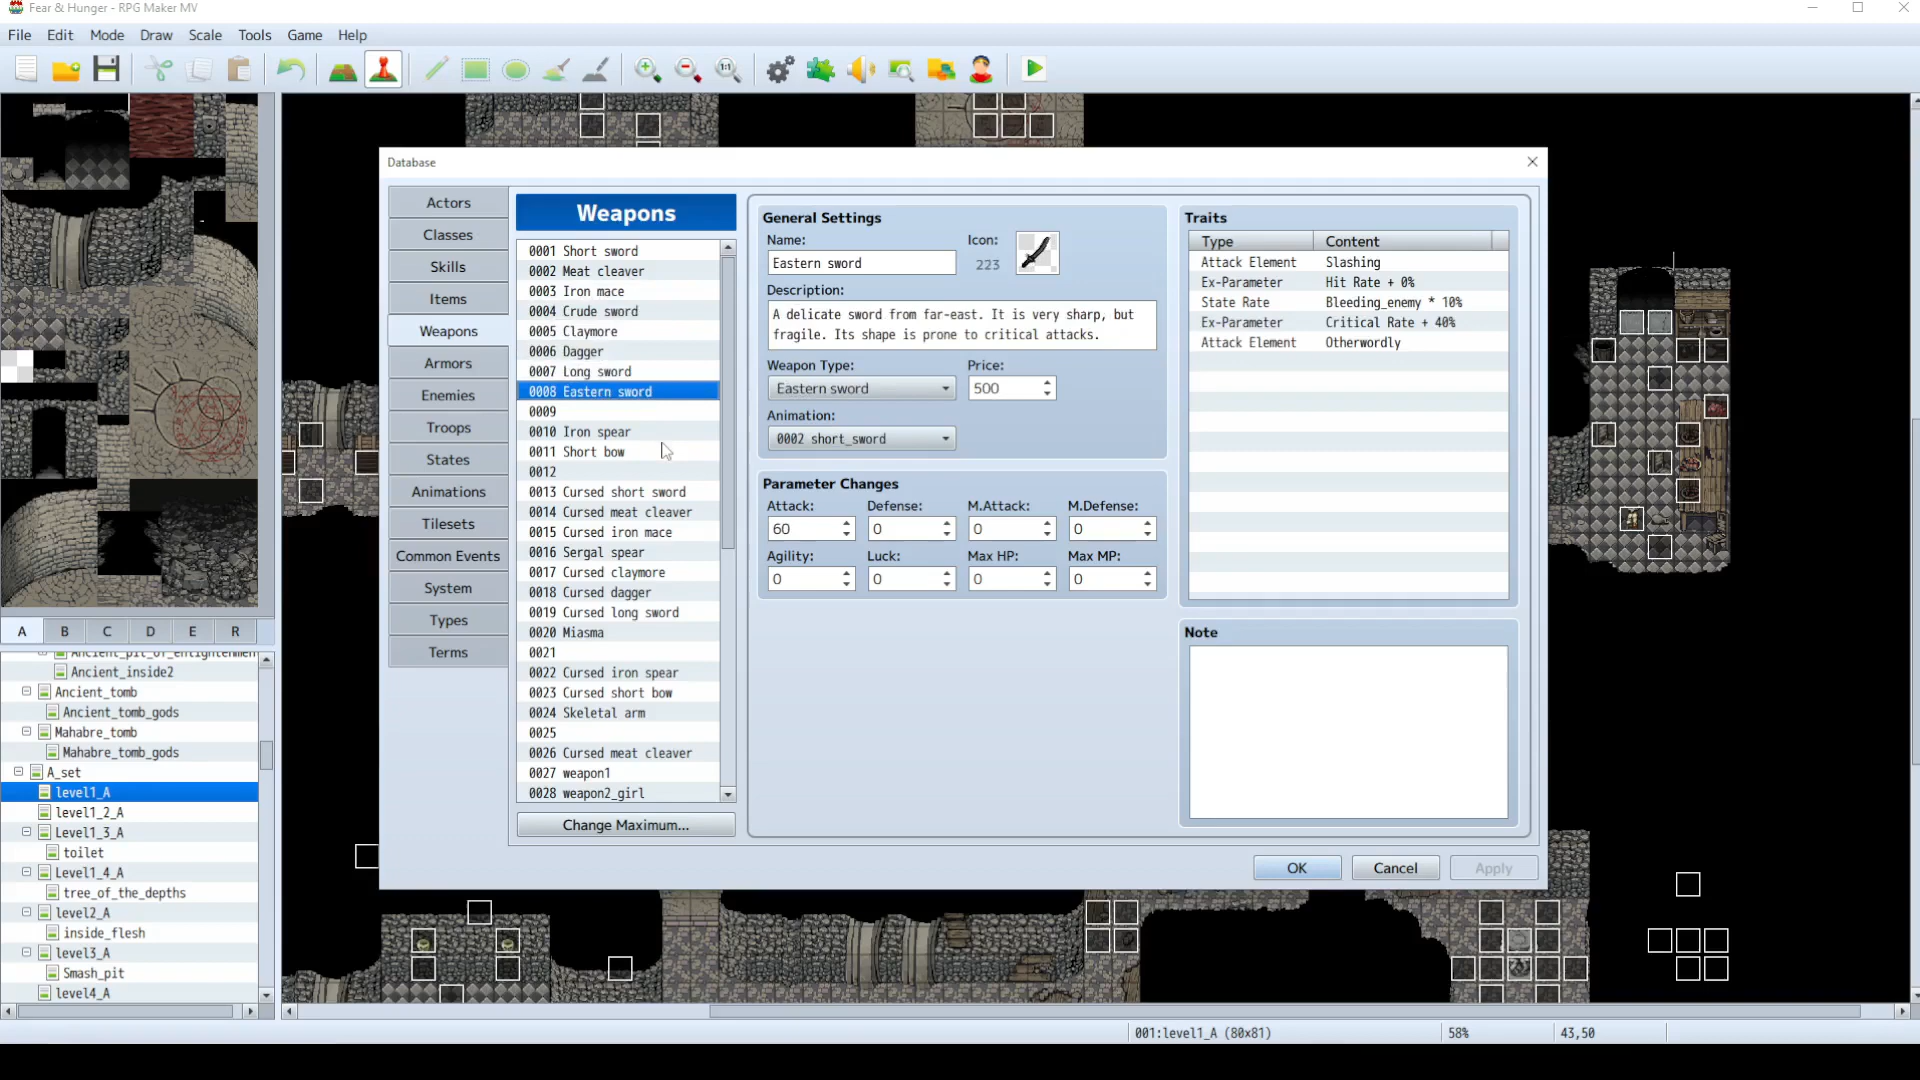 Fear & Hunger - RPG Maker MV
File Edit Mode Draw Scale Tools Game Help
1:1
Database
Actors
Classes
Skills
Items
Weapons
Armors
Enemies
Troops
States
Animations
Tilesets
Common Events
System
Types
Terms
Weapons
0001 Short sword
0002 Meat cleaver
0003 Iron mace
0004 Crude sword
0005 Claymore
0006 Dagger
0007 Long sword
0008 Eastern sword
0009
0010 Iron spear
0011 Short bow
0012
0013 Cursed short sword
0014 Cursed meat cleaver
0015 Cursed iron mace
0016 Sergal spear
0017 Cursed claymore
0018 Cursed dagger
0019 Cursed long sword
0020 Miasma
0021
0022 Cursed iron spear
0023 Cursed short bow
0024 Skeletal arm
0025
0026 Cursed meat cleaver
0027 weapon1
0028 weapon2_girl
Change Maximum...
General Settings
Name: Icon:
Eastern sword 223
Description:
A delicate sword from far-east. It is very sharp, but
fragile. Its shape is prone to critical attacks.
Weapon Type: Price:
Eastern sword 500
Animation:
0002 short_sword
Parameter Changes
Attack: Defense: M.Attack: M.Defense:
60 0 0 0
Agility: Luck: Max HP: Max MP:
0 0 0 0
Traits
Type Content
Attack Element Slashing
Ex-Parameter Hit Rate + 0%
State Rate Bleeding_enemy * 10%
Ex-Parameter Critical Rate + 40%
Attack Element Otherwordly
Note
OK Cancel Apply
A B C D E R
Ancient_pit_of_enlightenmen
Ancient_inside2
Ancient_tomb
Ancient_tomb_gods
Mahabre_tomb
Mahabre_tomb_gods
A_set
level1_A
level1_2_A
Level1_3_A
toilet
Level1_4_A
tree_of_the_depths
level2_A
inside_flesh
level3_A
Smash_pit
level4_A
001:level1_A (80x81) 58% 43,50